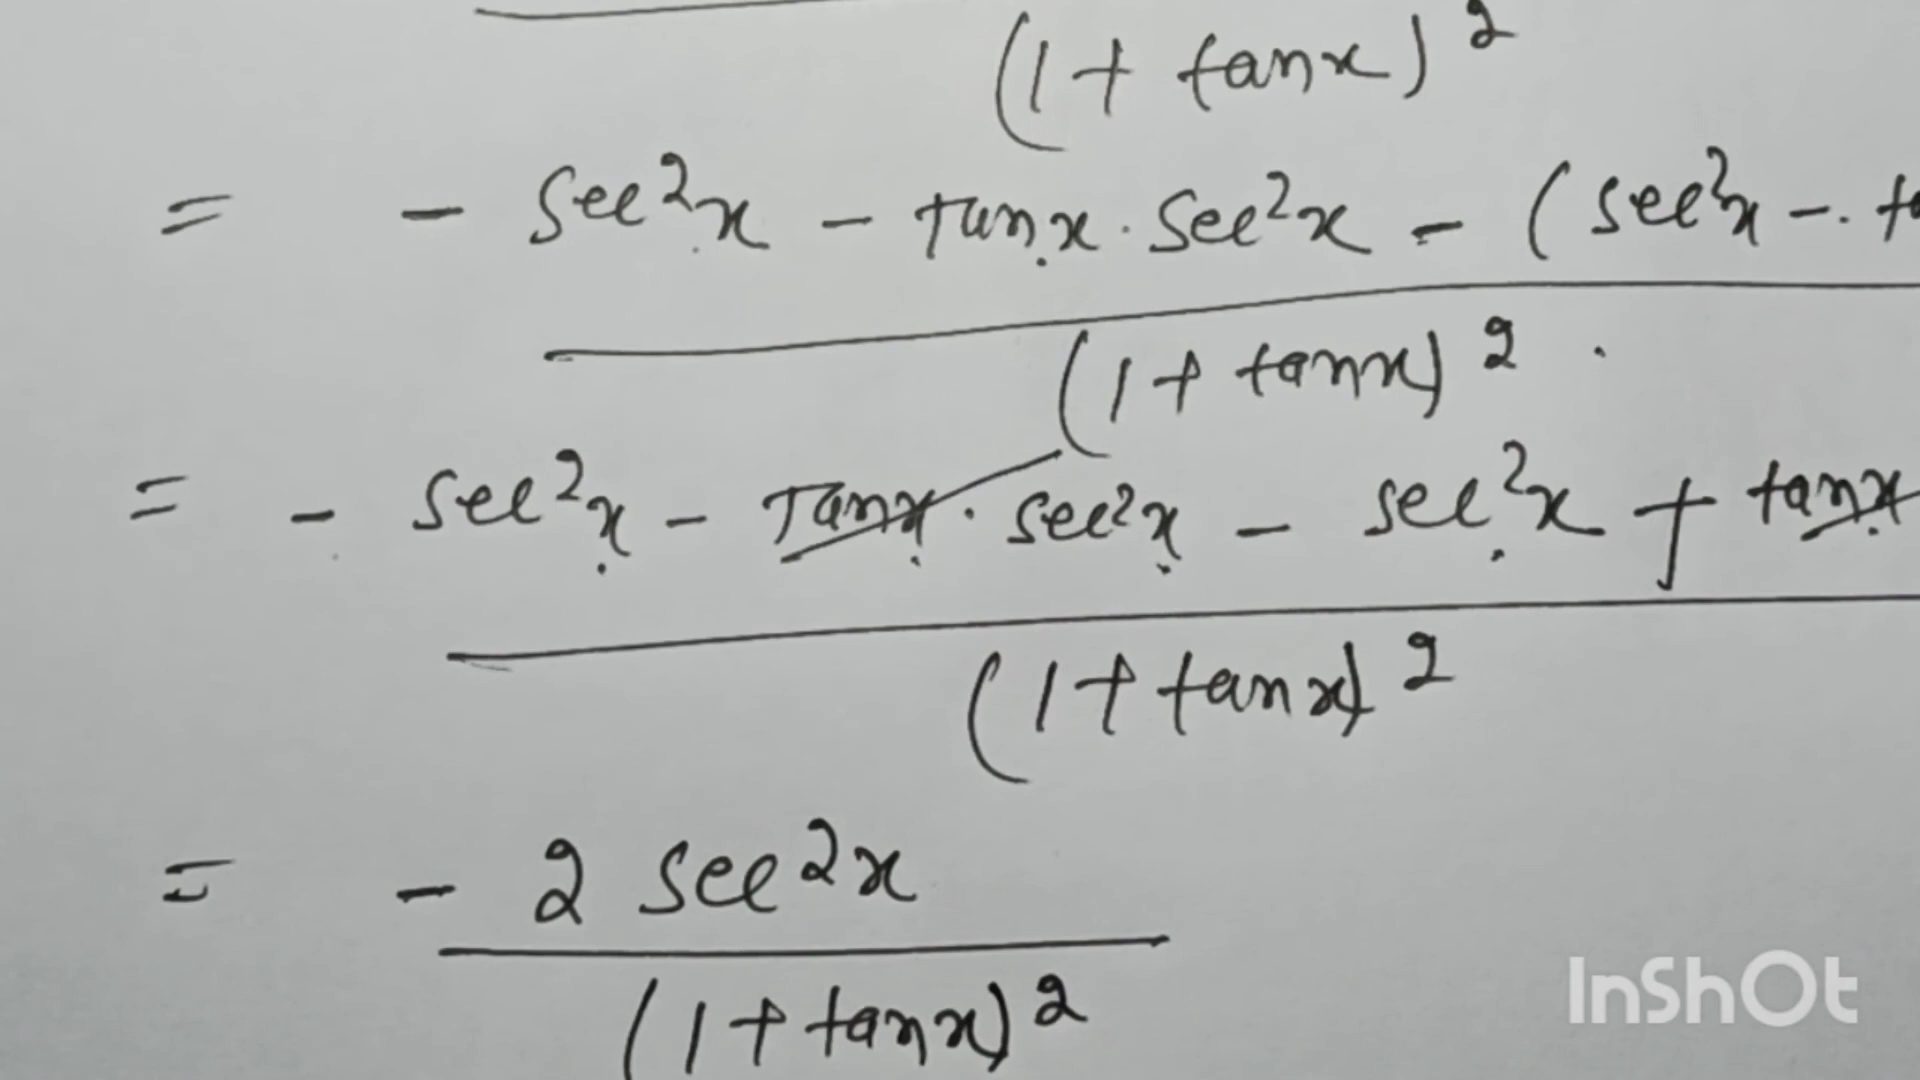 (1 + tanx)²
= - Sec²x - Tanx · Sec²x - (sec²x - · ta
(1 + tanx)² ·
= - Sec²x - Tanx · Sec²x - sec²x + tanx
(1 + tanx)²
= - 2 Sec²x
(1 + tanx)²
InShOt